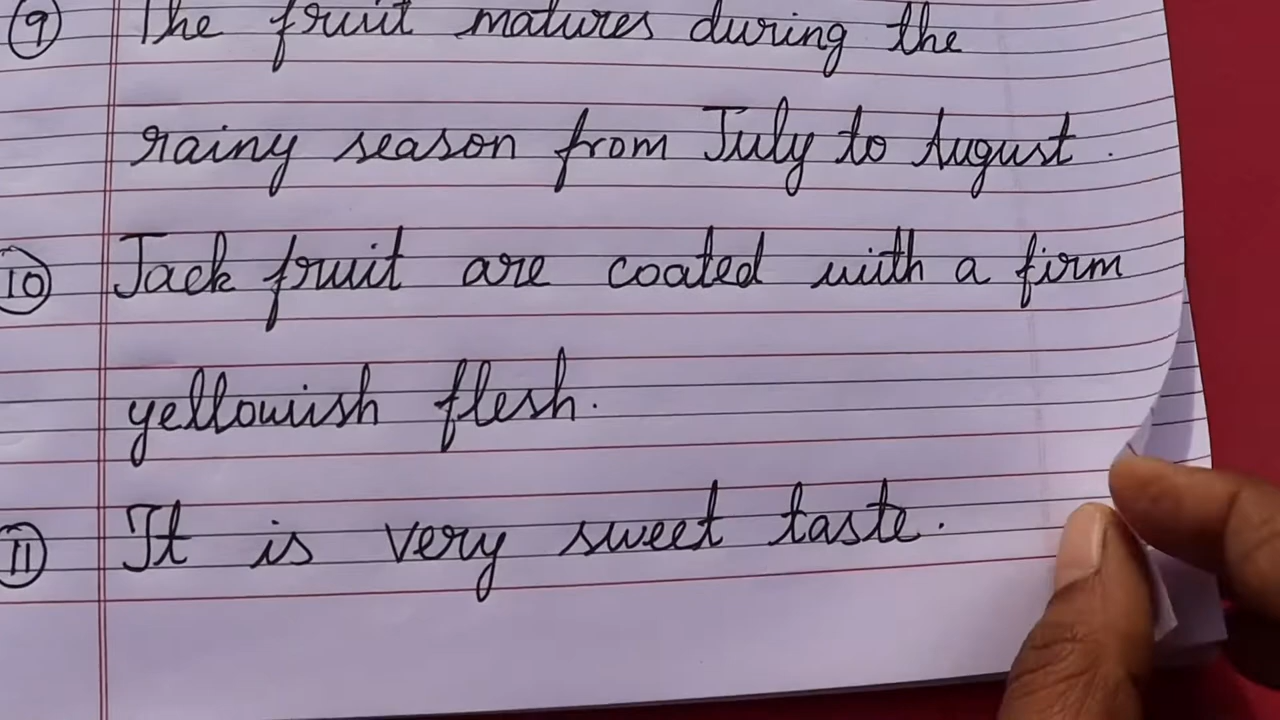 9 The fruit matures during the
rainy season from July to August.
10 Jack fruit are coated with a firm
yellowish flesh.
11 It is very sweet taste.